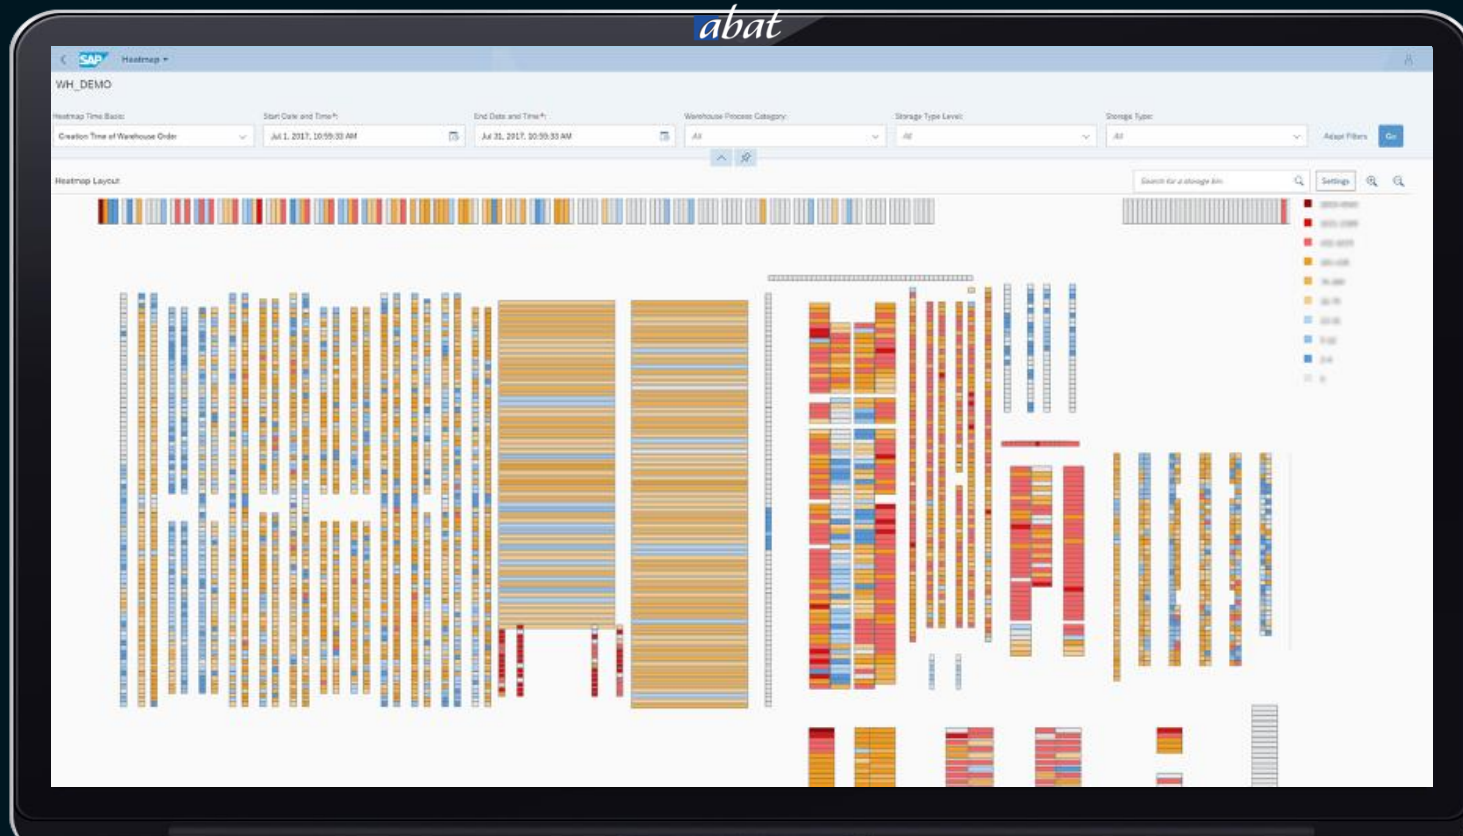 abat
SAP Heatmap
WH_DEMO
Heatmap Time Basis: Start Date and Time*: End Date and Time*: Warehouse Process Category: Storage Type Level: Storage Type:
Creation Time of Warehouse Order Jul 1, 2017, 10:59:33 AM Jul 31, 2017, 10:59:33 AM All All All Adapt Filters Go
Heatmap Layout Search for a storage bin Settings